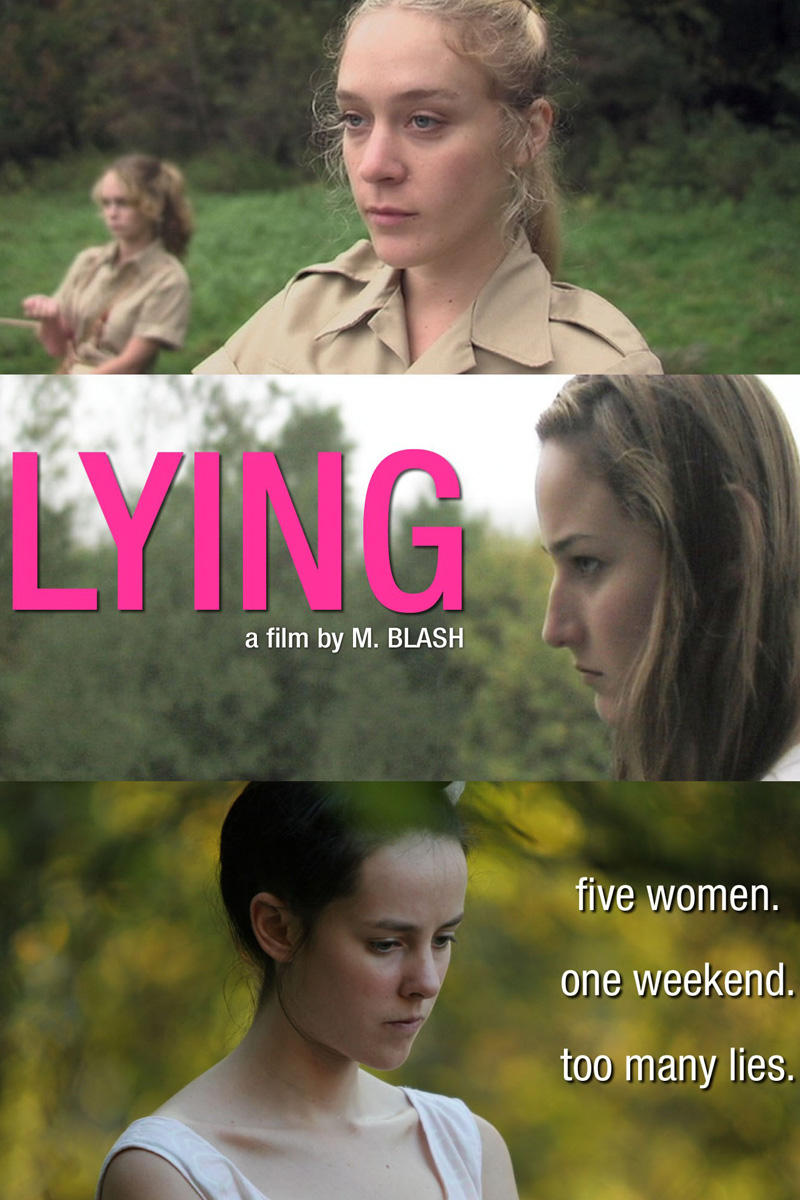 LYING
a film by M. BLASH
five women.
one weekend.
too many lies.